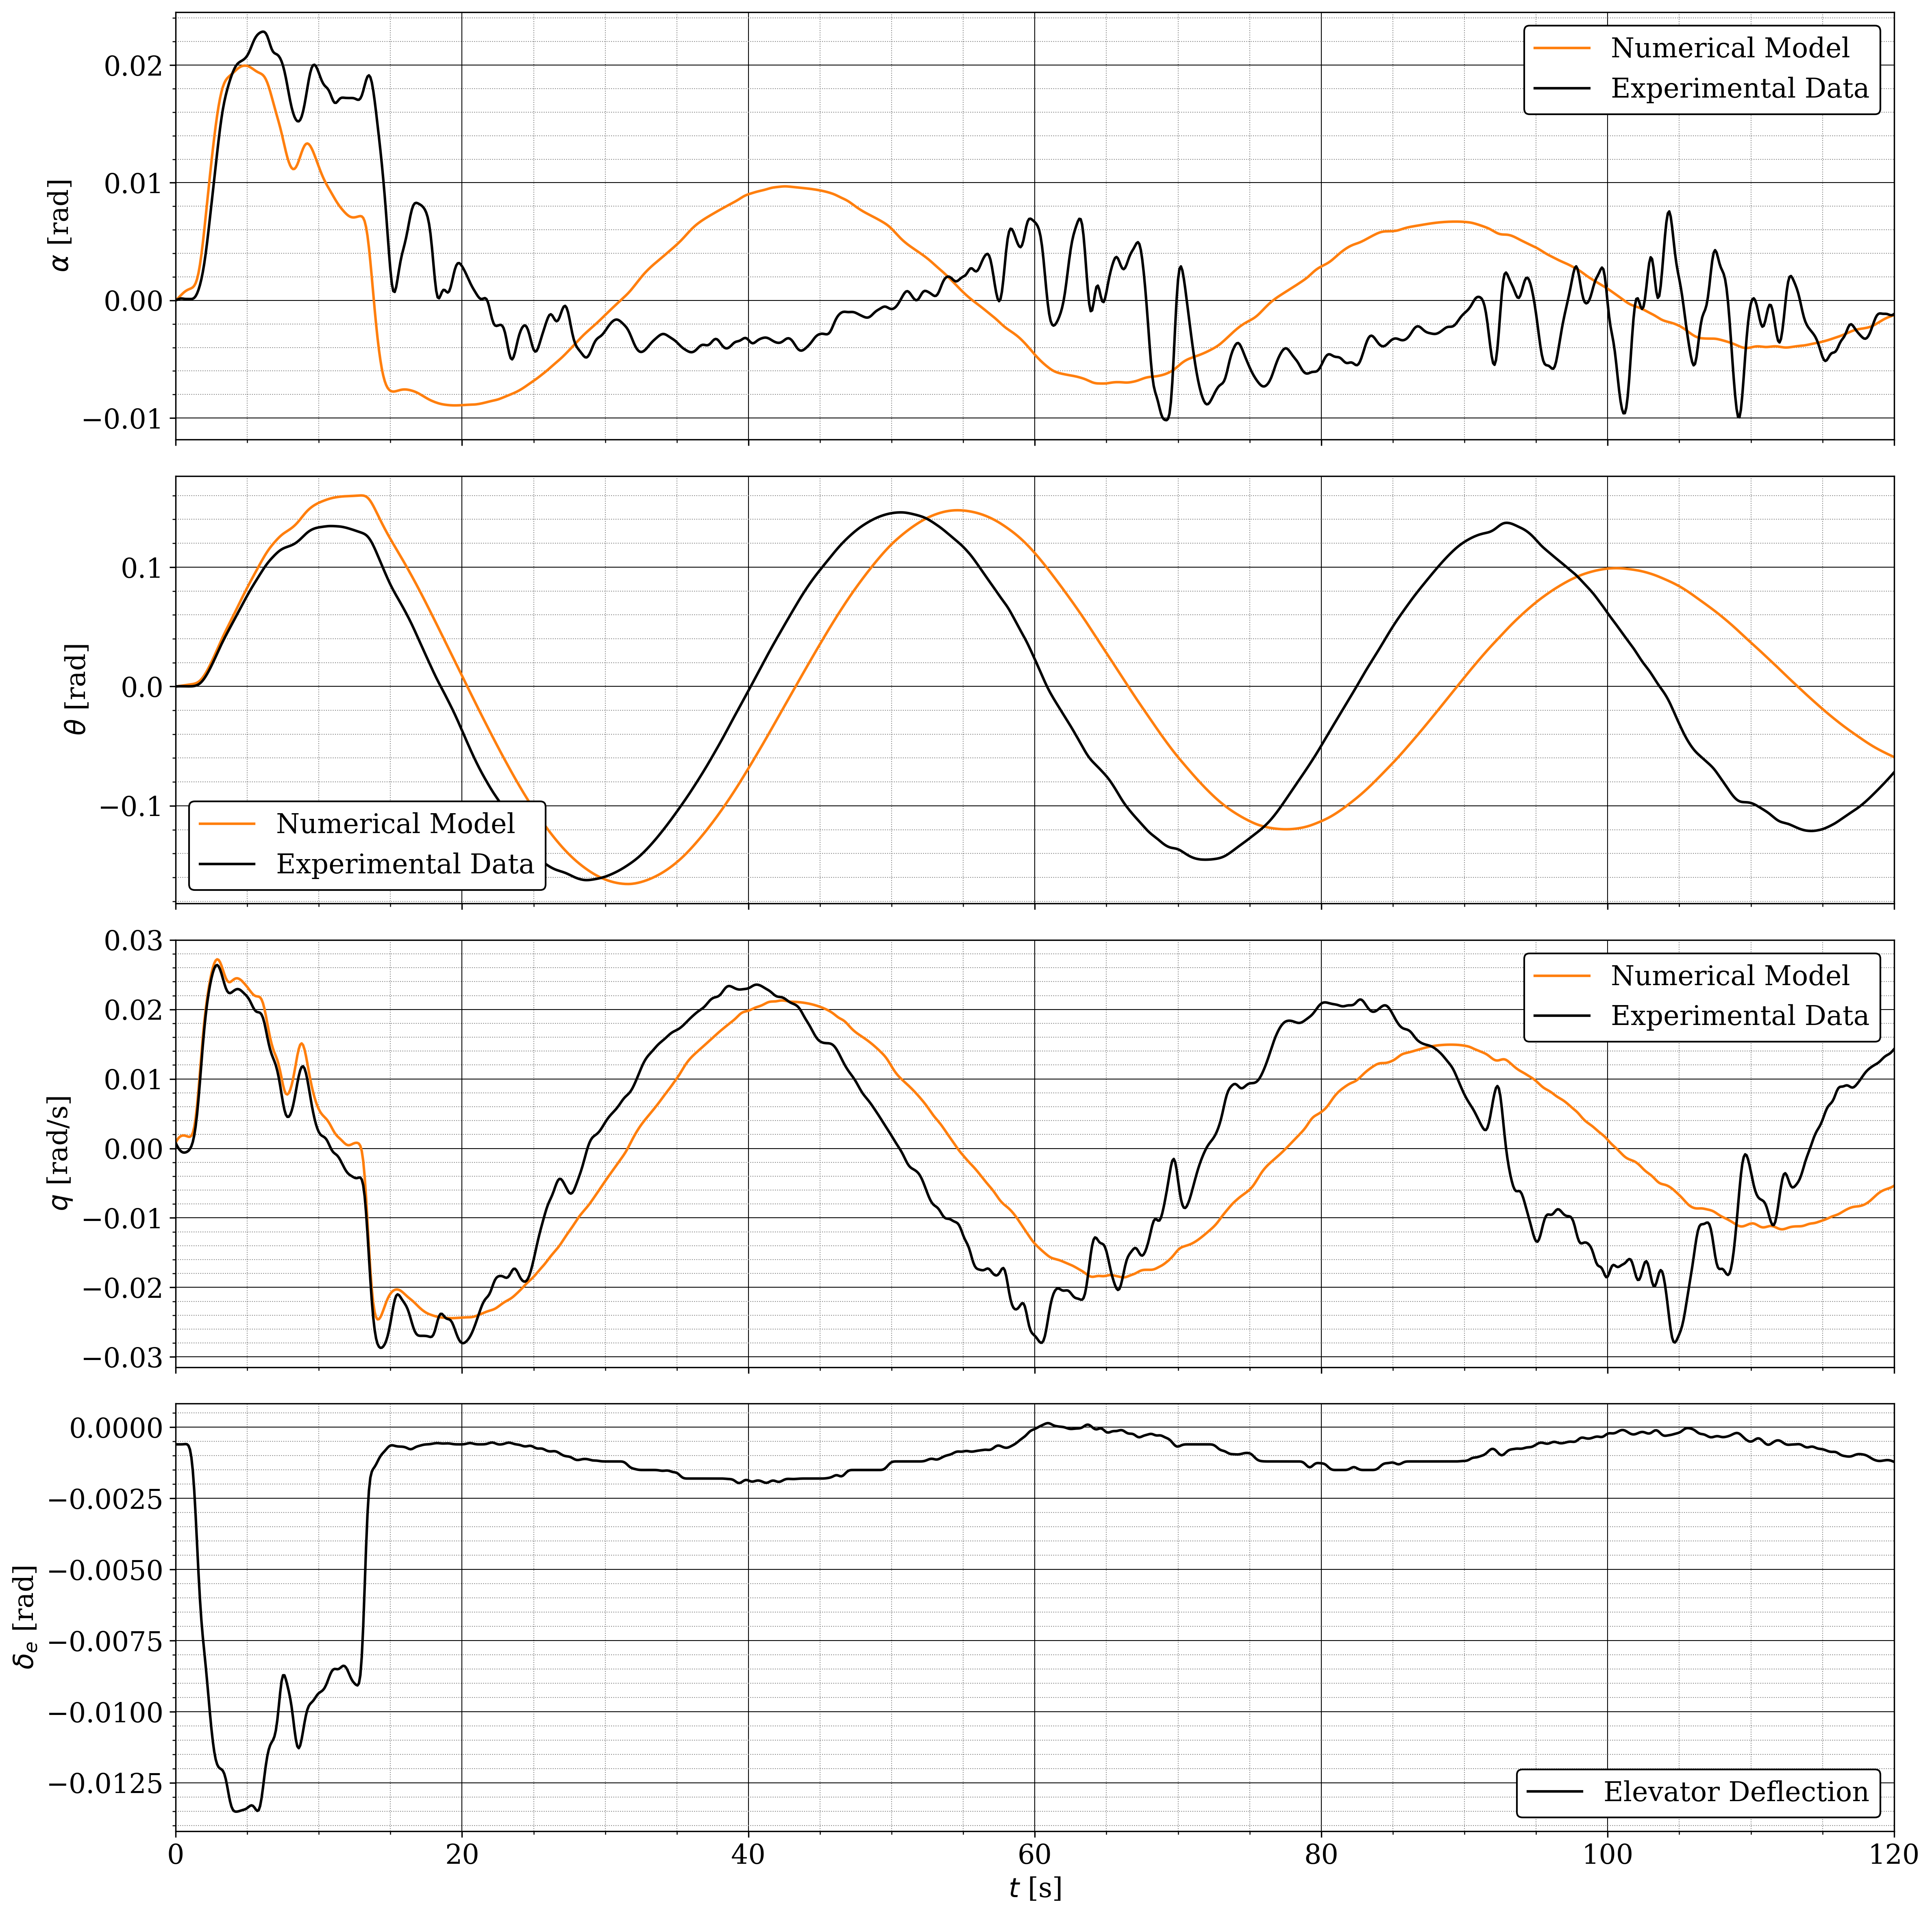 0.02
0.01
0.00
−0.01
α [rad]
Numerical Model
Experimental Data
0.1
0.0
−0.1
θ [rad]
Numerical Model
Experimental Data
0.03
0.02
0.01
0.00
−0.01
−0.02
−0.03
q [rad/s]
Numerical Model
Experimental Data
0.0000
−0.0025
−0.0050
−0.0075
−0.0100
−0.0125
δe [rad]
Elevator Deflection
0 20 40 60 80 100 120
t [s]